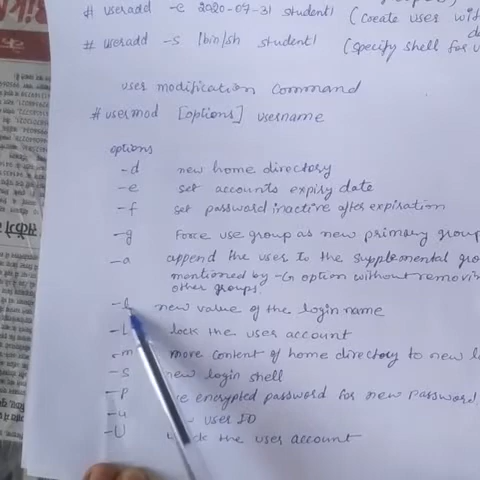 # useradd -e 2020-07-31 student1 (create user with
# useradd -s /bin/sh student1 (specify shell for u
user modification command
# usermod [options] username
options
-d new home directory
-e set accounts expiry date
-f set password inactive after expiration
-g Force use group as new primary group
-a append the user to the supplemental gro
mentioned by -G option without removin
other groups.
-l new value of the login name
-L lock the user account
-m move content of home directory to new l
-s new login shell
-p encrypted password for new password
-u user ID
-U the user account